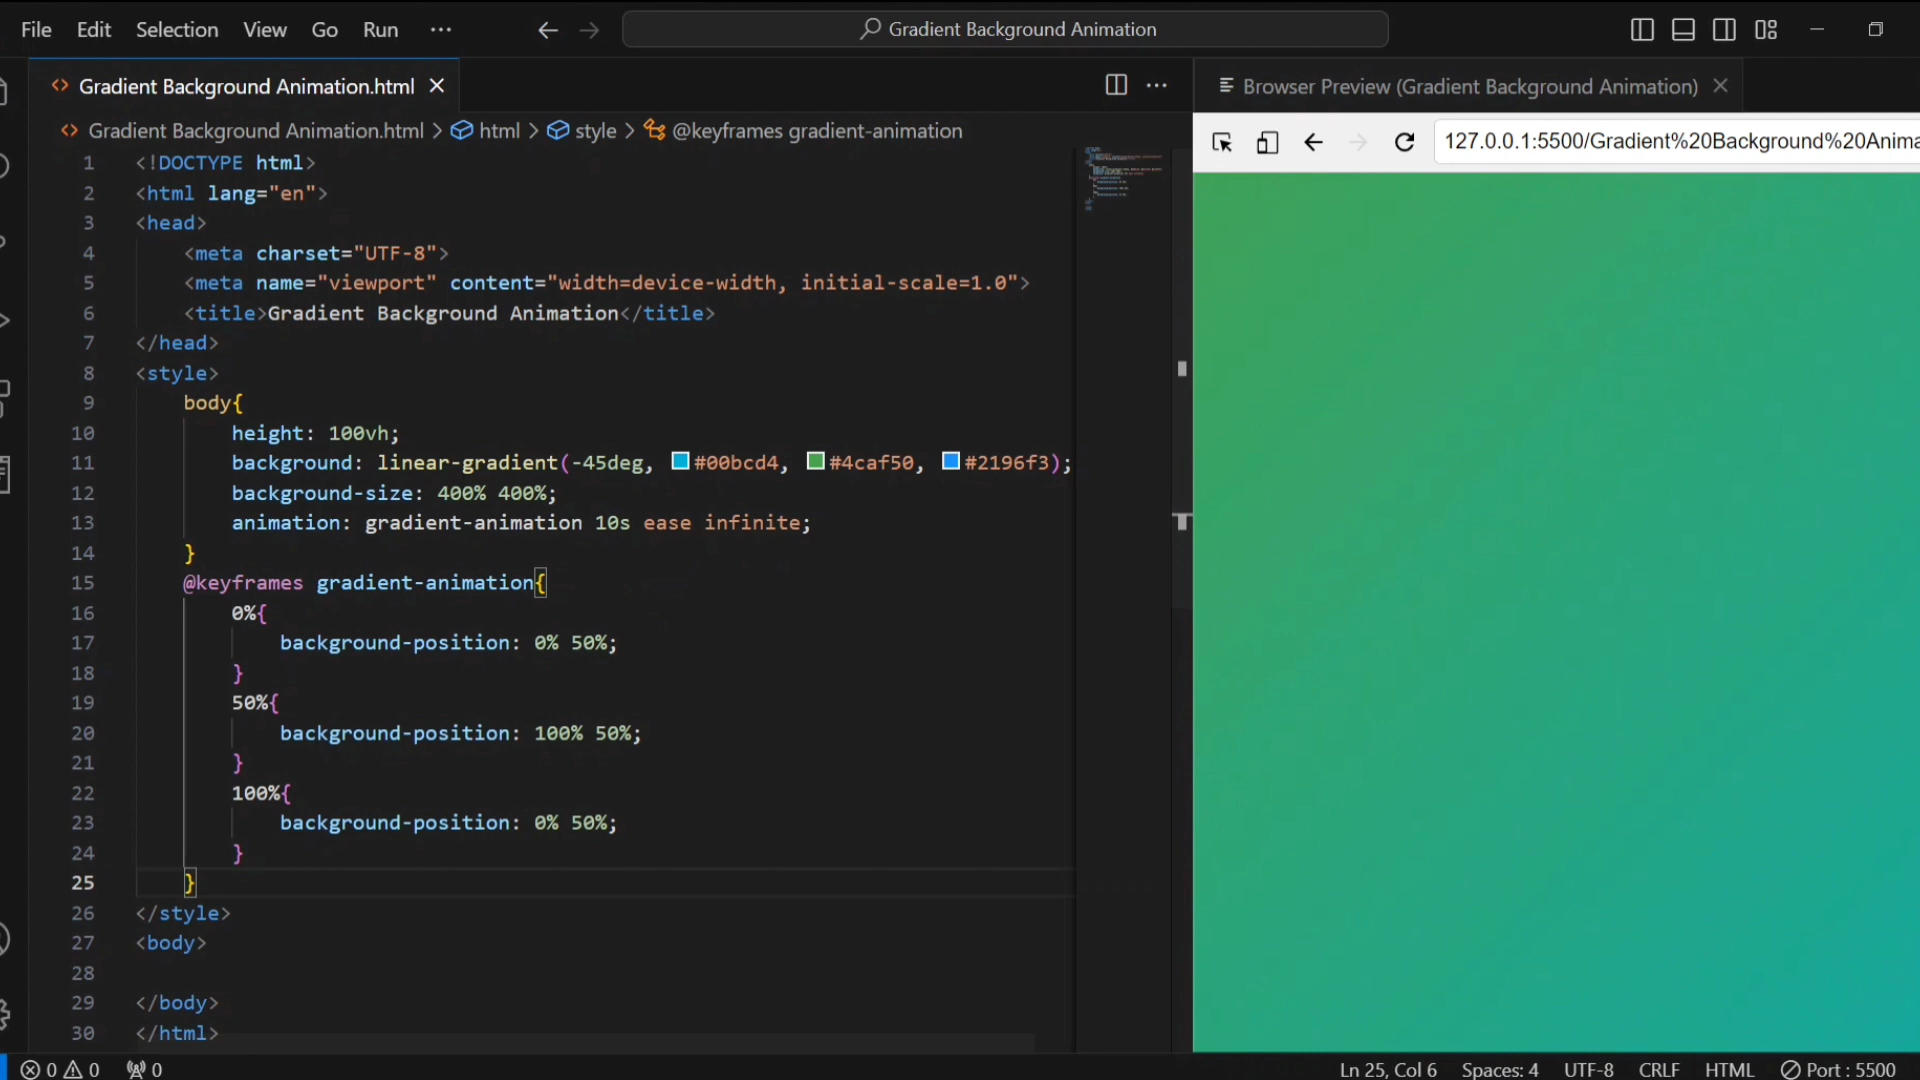 File Edit Selection View Go Run ···
Gradient Background Animation
Gradient Background Animation.html
Browser Preview (Gradient Background Animation)
Gradient Background Animation.html > html > style > @keyframes gradient-animation
127.0.0.1:5500/Gradient%20Background%20Anima
1 <!DOCTYPE html>
2 <html lang="en">
3 <head>
4     <meta charset="UTF-8">
5     <meta name="viewport" content="width=device-width, initial-scale=1.0">
6     <title>Gradient Background Animation</title>
7 </head>
8 <style>
9     body{
10         height: 100vh;
11         background: linear-gradient(-45deg, #00bcd4, #4caf50, #2196f3);
12         background-size: 400% 400%;
13         animation: gradient-animation 10s ease infinite;
14     }
15     @keyframes gradient-animation{
16         0%{
17             background-position: 0% 50%;
18         }
19         50%{
20             background-position: 100% 50%;
21         }
22         100%{
23             background-position: 0% 50%;
24         }
25     }
26 </style>
27 <body>
28
29 </body>
30 </html>
0 0 0 Ln 25, Col 6 Spaces: 4 UTF-8 CRLF HTML Port : 5500